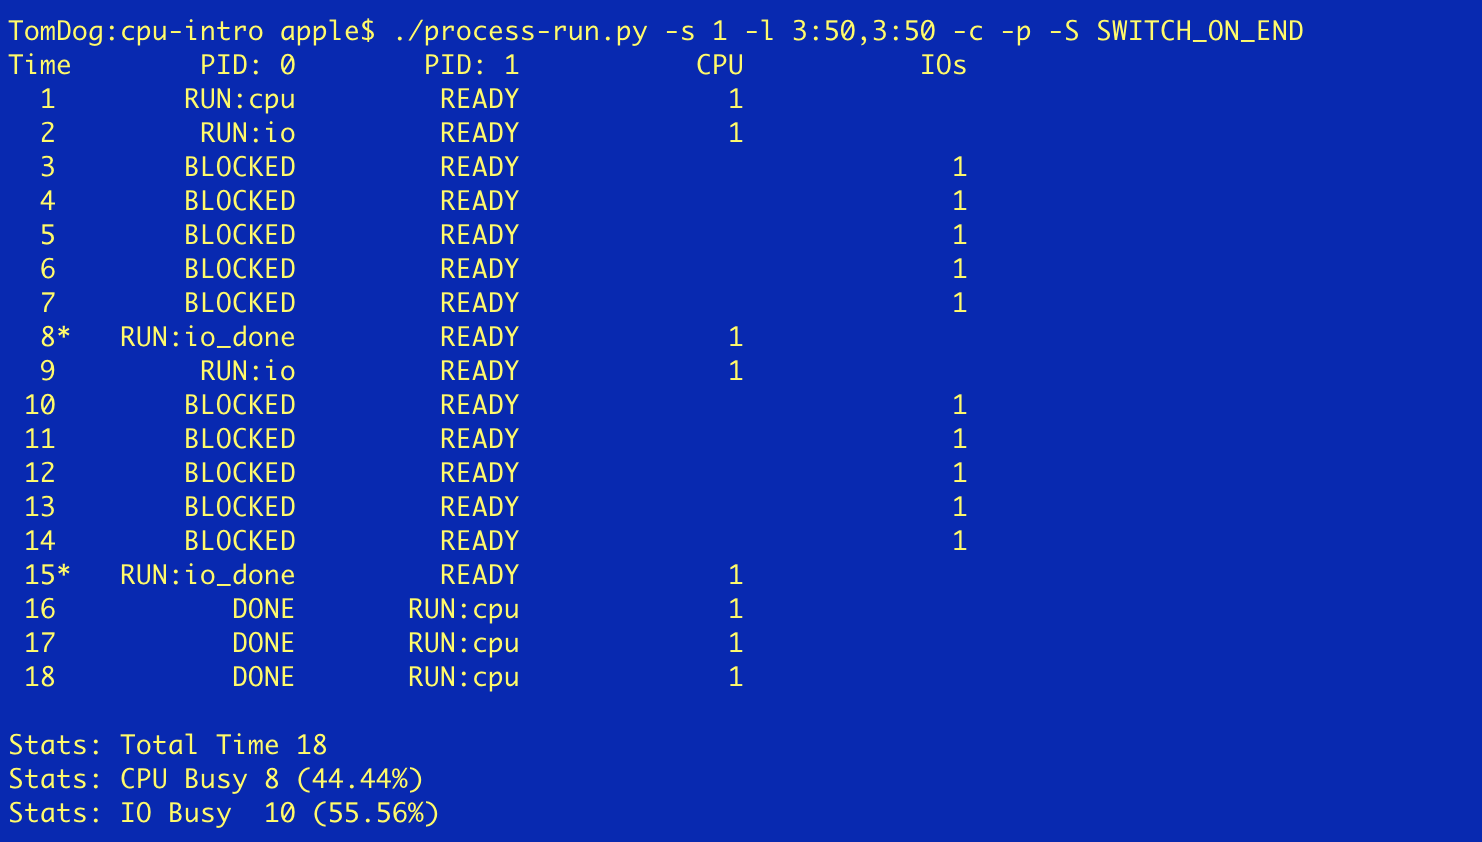 TomDog:cpu-intro apple$ ./process-run.py -s 1 -l 3:50,3:50 -c -p -S SWITCH_ON_END
Time        PID: 0        PID: 1           CPU           IOs
  1        RUN:cpu         READY             1
  2         RUN:io         READY             1
  3        BLOCKED         READY                           1
  4        BLOCKED         READY                           1
  5        BLOCKED         READY                           1
  6        BLOCKED         READY                           1
  7        BLOCKED         READY                           1
  8*   RUN:io_done         READY             1
  9         RUN:io         READY             1
 10        BLOCKED         READY                           1
 11        BLOCKED         READY                           1
 12        BLOCKED         READY                           1
 13        BLOCKED         READY                           1
 14        BLOCKED         READY                           1
 15*   RUN:io_done         READY             1
 16           DONE       RUN:cpu             1
 17           DONE       RUN:cpu             1
 18           DONE       RUN:cpu             1

Stats: Total Time 18
Stats: CPU Busy 8 (44.44%)
Stats: IO Busy  10 (55.56%)